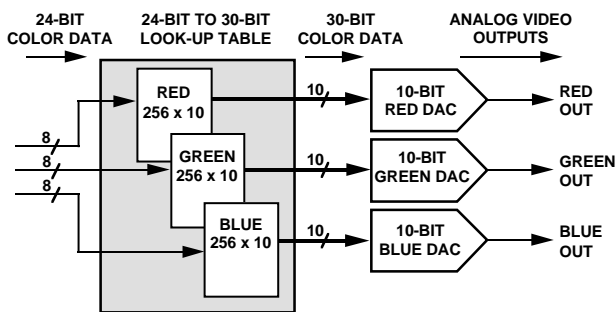 24-BIT
COLOR DATA
24-BIT TO 30-BIT
LOOK-UP TABLE
30-BIT
COLOR DATA
ANALOG VIDEO
OUTPUTS
RED
256 x 10
10
10-BIT
RED DAC
RED
OUT
8
8
8
GREEN
256 x 10
10
10-BIT
GREEN DAC
GREEN
OUT
BLUE
256 x 10
10
10-BIT
BLUE DAC
BLUE
OUT